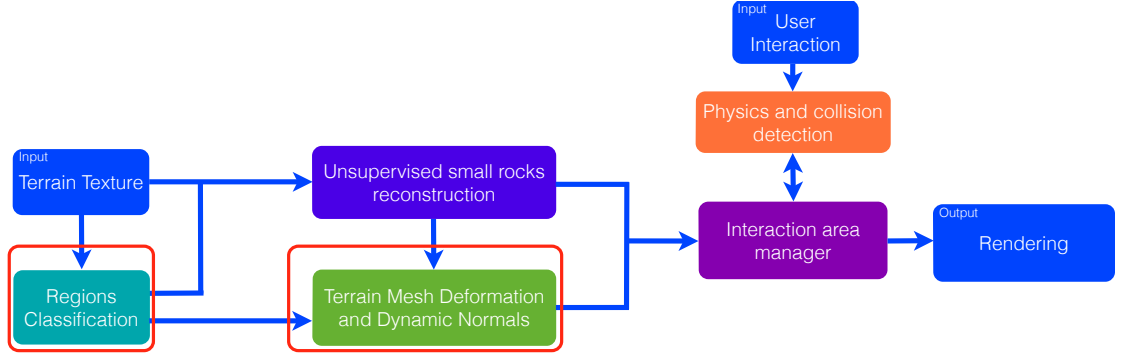 Input
User
Interaction
Physics and collision
detection
Input
Terrain Texture
Unsupervised small rocks
reconstruction
Interaction area
manager
Output
Rendering
Regions
Classification
Terrain Mesh Deformation
and Dynamic Normals